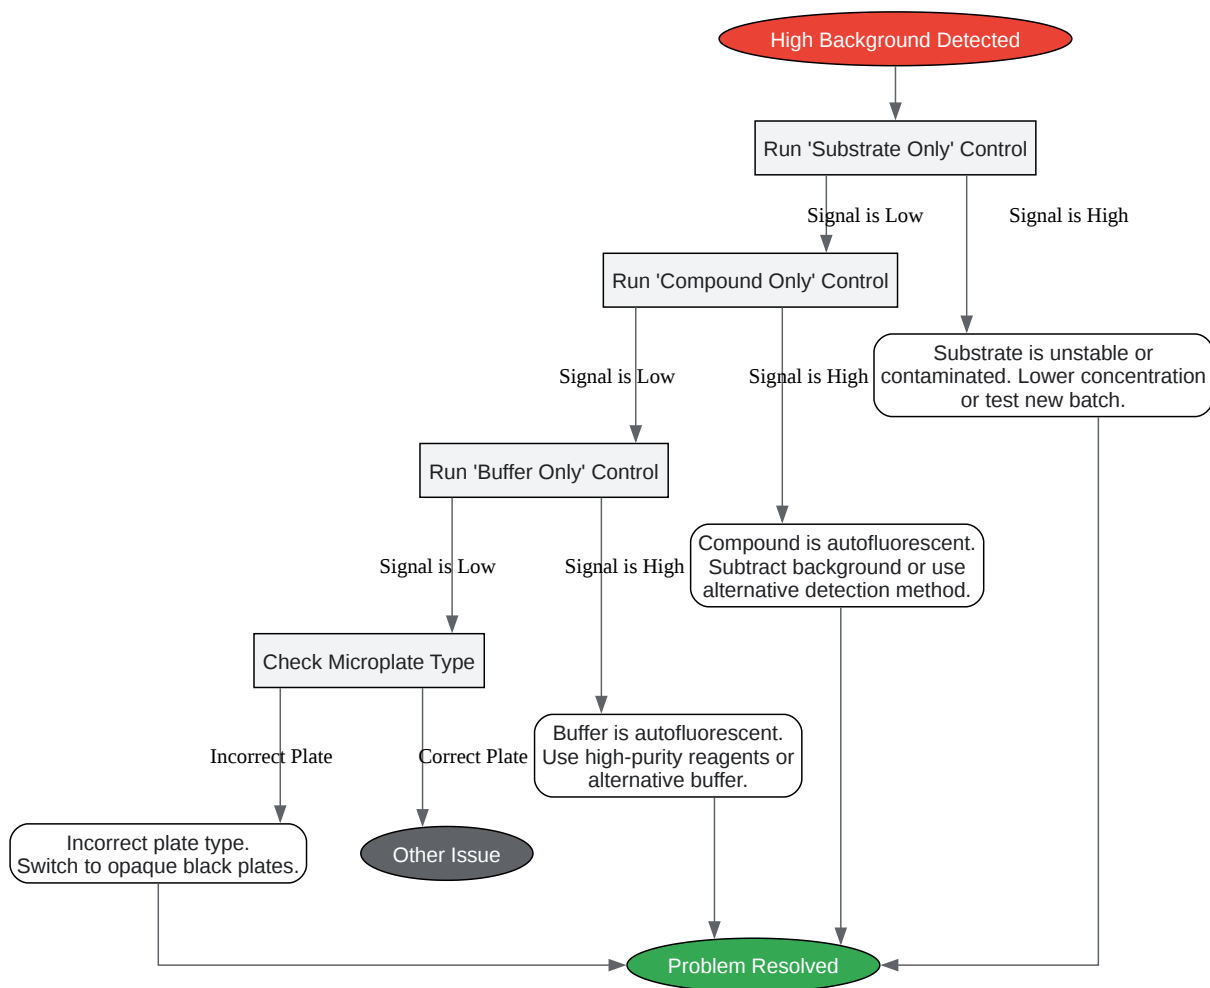 High Background Detected
Run 'Substrate Only' Control
Signal is Low
Signal is High
Run 'Compound Only' Control
Substrate is unstable or
contaminated. Lower concentration
or test new batch.
Signal is Low
Signal is High
Run 'Buffer Only' Control
Compound is autofluorescent.
Subtract background or use
alternative detection method.
Signal is Low
Signal is High
Check Microplate Type
Buffer is autofluorescent.
Use high-purity reagents or
alternative buffer.
Incorrect Plate
Correct Plate
Incorrect plate type.
Switch to opaque black plates.
Other Issue
Problem Resolved